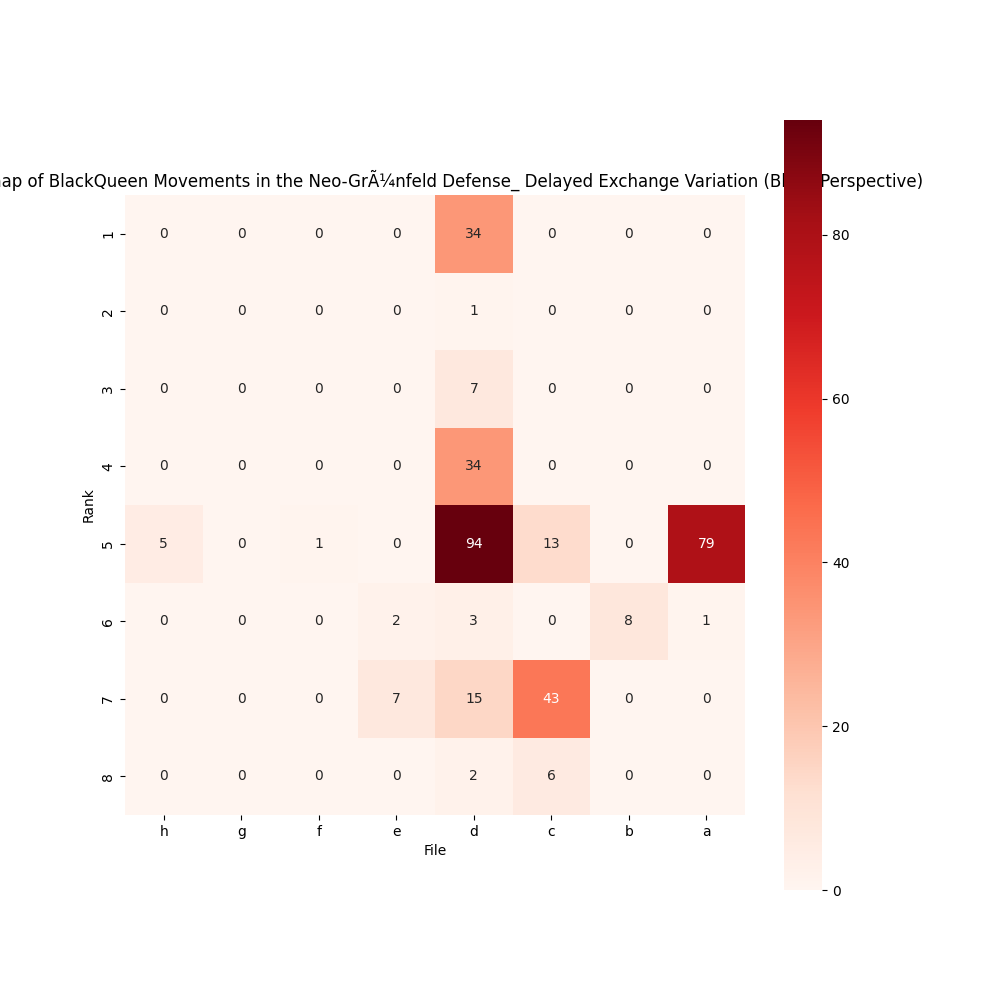 ap of BlackQueen Movements in the Neo-GrÃ¼nfeld Defense_ Delayed Exchange Variation (Black Perspective)
1 0 0 0 0 34 0 0 0
80
2 0 0 0 0 1 0 0 0
3 0 0 0 0 7 0 0 0
60
4 0 0 0 0 34 0 0 0
Rank
5 5 0 1 0 94 13 0 79
40
6 0 0 0 2 3 0 8 1
7 0 0 0 7 15 43 0 0
20
8 0 0 0 0 2 6 0 0
h g f e d c b a
File
0